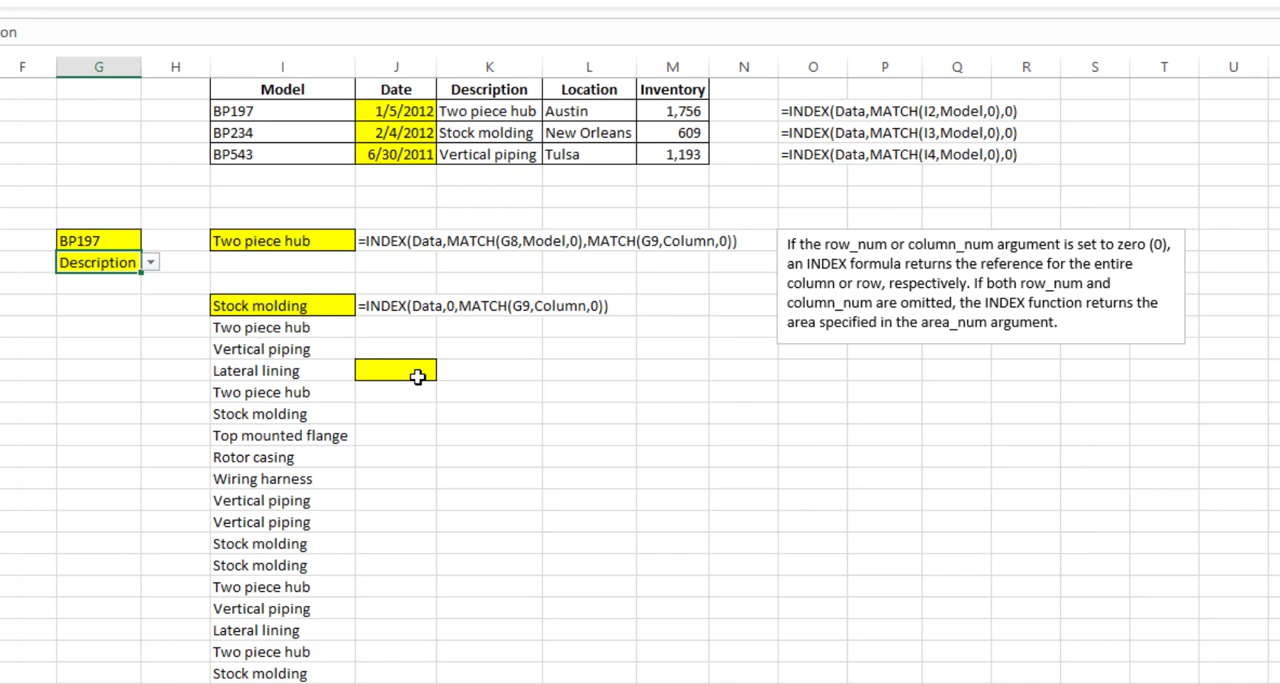 on
F G H I J K L M N O P Q R S T U
Model Date Description Location Inventory
BP197 1/5/2012 Two piece hub Austin 1,756 =INDEX(Data,MATCH(I2,Model,0),0)
BP234 2/4/2012 Stock molding New Orleans 609 =INDEX(Data,MATCH(I3,Model,0),0)
BP543 6/30/2011 Vertical piping Tulsa 1,193 =INDEX(Data,MATCH(I4,Model,0),0)
BP197 Two piece hub =INDEX(Data,MATCH(G8,Model,0),MATCH(G9,Column,0))
Description
If the row_num or column_num argument is set to zero (0),
an INDEX formula returns the reference for the entire
column or row, respectively. If both row_num and
column_num are omitted, the INDEX function returns the
area specified in the area_num argument.
Stock molding =INDEX(Data,0,MATCH(G9,Column,0))
Two piece hub
Vertical piping
Lateral lining
Two piece hub
Stock molding
Top mounted flange
Rotor casing
Wiring harness
Vertical piping
Vertical piping
Stock molding
Stock molding
Two piece hub
Vertical piping
Lateral lining
Two piece hub
Stock molding